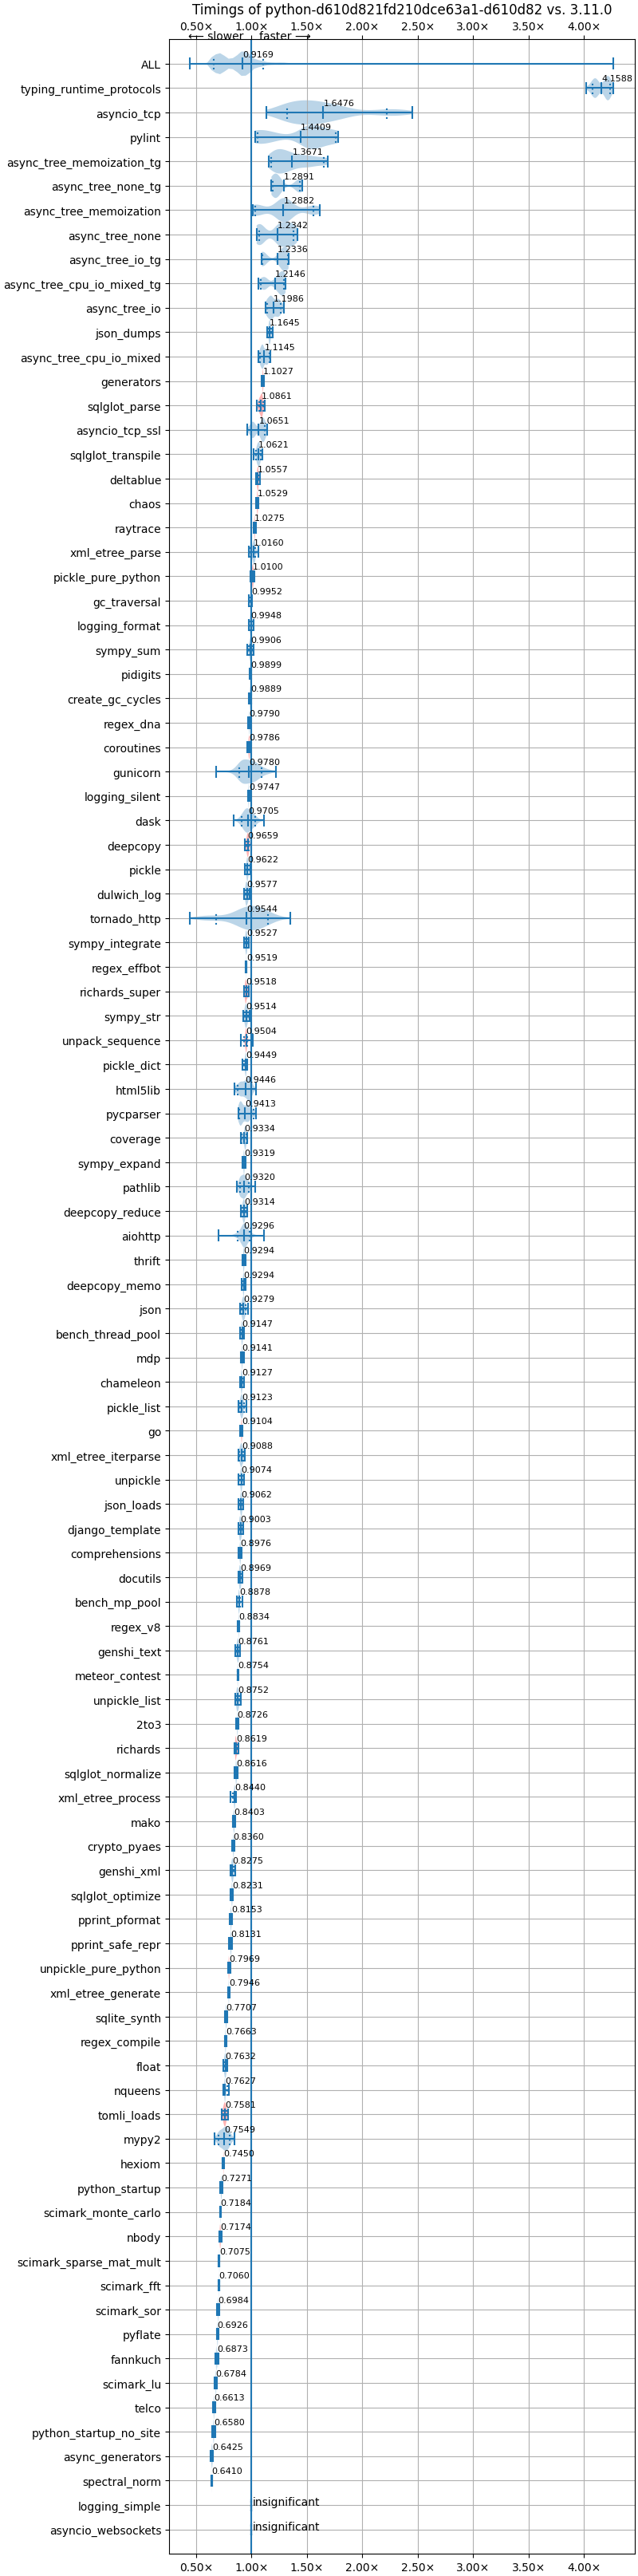 Timings of python-d610d821fd210dce63a1-d610d82 vs. 3.11.0
0.50× 1.00× 1.50× 2.00× 2.50× 3.00× 3.50× 4.00×
⟵ slower faster ⟶
ALL 0.9169
typing_runtime_protocols 4.1588
asyncio_tcp 1.6476
pylint 1.4409
async_tree_memoization_tg 1.3671
async_tree_none_tg 1.2891
async_tree_memoization 1.2882
async_tree_none 1.2342
async_tree_io_tg 1.2336
async_tree_cpu_io_mixed_tg 1.2146
async_tree_io 1.1986
json_dumps 1.1645
async_tree_cpu_io_mixed 1.1145
generators 1.1027
sqlglot_parse 1.0861
asyncio_tcp_ssl 1.0651
sqlglot_transpile 1.0621
deltablue 1.0557
chaos 1.0529
raytrace 1.0275
xml_etree_parse 1.0160
pickle_pure_python 1.0100
gc_traversal 0.9952
logging_format 0.9948
sympy_sum 0.9906
pidigits 0.9899
create_gc_cycles 0.9889
regex_dna 0.9790
coroutines 0.9786
gunicorn 0.9780
logging_silent 0.9747
dask 0.9705
deepcopy 0.9659
pickle 0.9622
dulwich_log 0.9577
tornado_http 0.9544
sympy_integrate 0.9527
regex_effbot 0.9519
richards_super 0.9518
sympy_str 0.9514
unpack_sequence 0.9504
pickle_dict 0.9449
html5lib 0.9446
pycparser 0.9413
coverage 0.9334
sympy_expand 0.9319
pathlib 0.9320
deepcopy_reduce 0.9314
aiohttp 0.9296
thrift 0.9294
deepcopy_memo 0.9294
json 0.9279
bench_thread_pool 0.9147
mdp 0.9141
chameleon 0.9127
pickle_list 0.9123
go 0.9104
xml_etree_iterparse 0.9088
unpickle 0.9074
json_loads 0.9062
django_template 0.9003
comprehensions 0.8976
docutils 0.8969
bench_mp_pool 0.8878
regex_v8 0.8834
genshi_text 0.8761
meteor_contest 0.8754
unpickle_list 0.8752
2to3 0.8726
richards 0.8619
sqlglot_normalize 0.8616
xml_etree_process 0.8440
mako 0.8403
crypto_pyaes 0.8360
genshi_xml 0.8275
sqlglot_optimize 0.8231
pprint_pformat 0.8153
pprint_safe_repr 0.8131
unpickle_pure_python 0.7969
xml_etree_generate 0.7946
sqlite_synth 0.7707
regex_compile 0.7663
float 0.7632
nqueens 0.7627
tomli_loads 0.7581
mypy2 0.7549
hexiom 0.7450
python_startup 0.7271
scimark_monte_carlo 0.7184
nbody 0.7174
scimark_sparse_mat_mult 0.7075
scimark_fft 0.7060
scimark_sor 0.6984
pyflate 0.6926
fannkuch 0.6873
scimark_lu 0.6784
telco 0.6613
python_startup_no_site 0.6580
async_generators 0.6425
spectral_norm 0.6410
logging_simple insignificant
asyncio_websockets insignificant
0.50× 1.00× 1.50× 2.00× 2.50× 3.00× 3.50× 4.00×